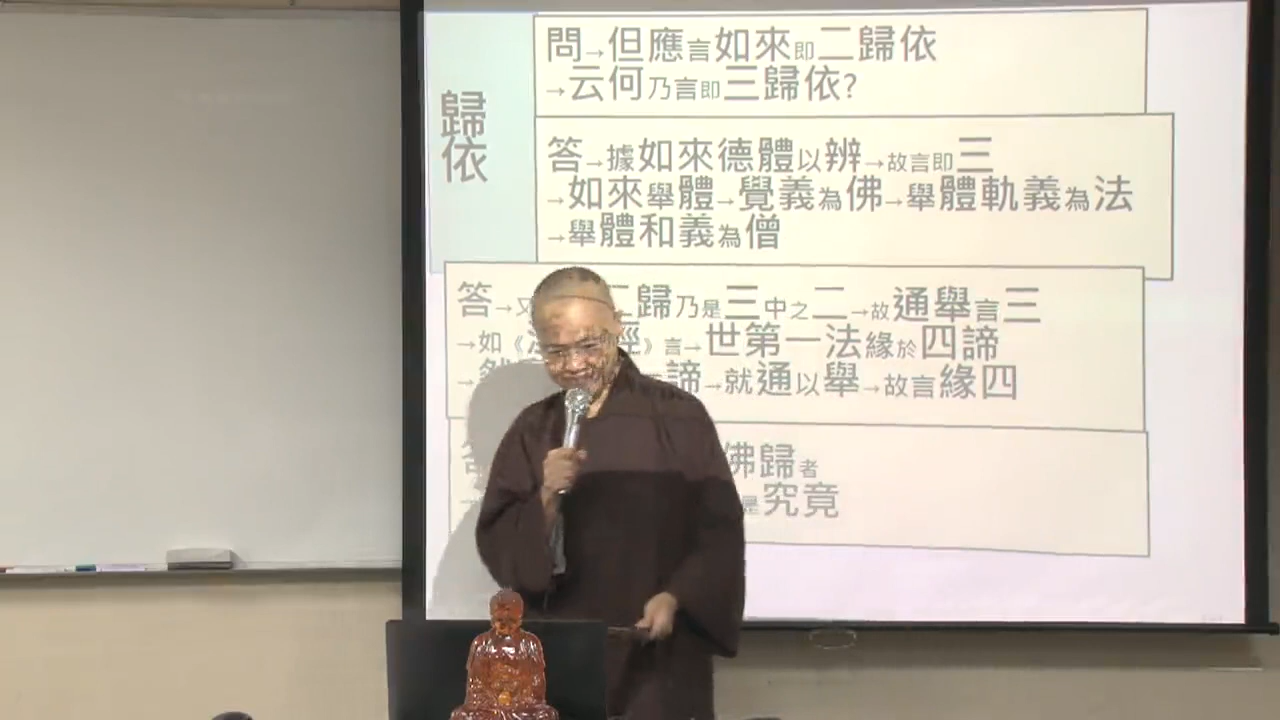 歸依
問→但應言如來即二歸依
→云何乃言即三歸依?
答→據如來德體以辨→故言即三
→如來舉體→覺義為佛→舉體軌義為法
→舉體和義為僧
答→又 歸乃是三中之二→故通舉言三
→如《 經》言→世第一法緣於四諦
→ 諦→就通以舉→故言緣四
佛歸者
是究竟